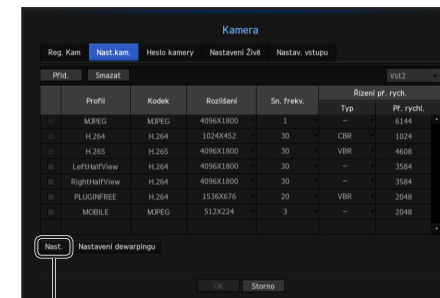 Kamera
Reg. Kam Nast.kam. Heslo kamery Nastavení Živě Nastav. vstupu
Přid. Smazat Vst2
Profil Kodek Rozlišení Sn. frekv. Řízení př. rych.
Typ Př. rychl.
MJPEG MJPEG 4096X1800 1 – 6144
H.264 H.264 1024X452 30 CBR 1024
H.265 H.265 4096X1800 30 VBR 4608
LeftHalfView H.264 4096X1800 30 – 3584
RightHalfView H.264 4096X1800 30 – 3584
PLUGINFREE H.264 1536X676 20 VBR 2048
MOBILE MJPEG 512X224 3 – 2048
Nast. Nastavení dewarpingu
OK Storno